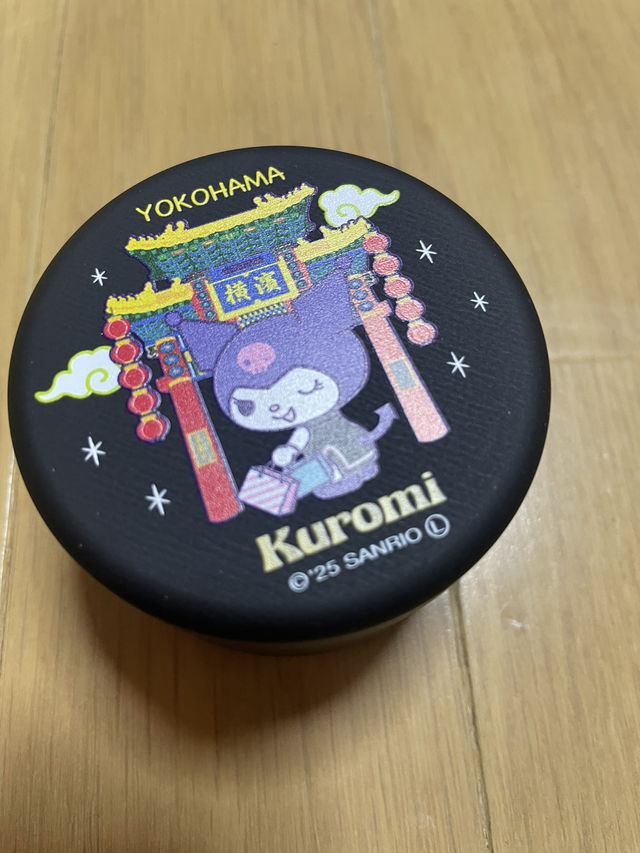 YOKOHAMA
横濱
Kuromi
©'25 SANRIO Ⓛ